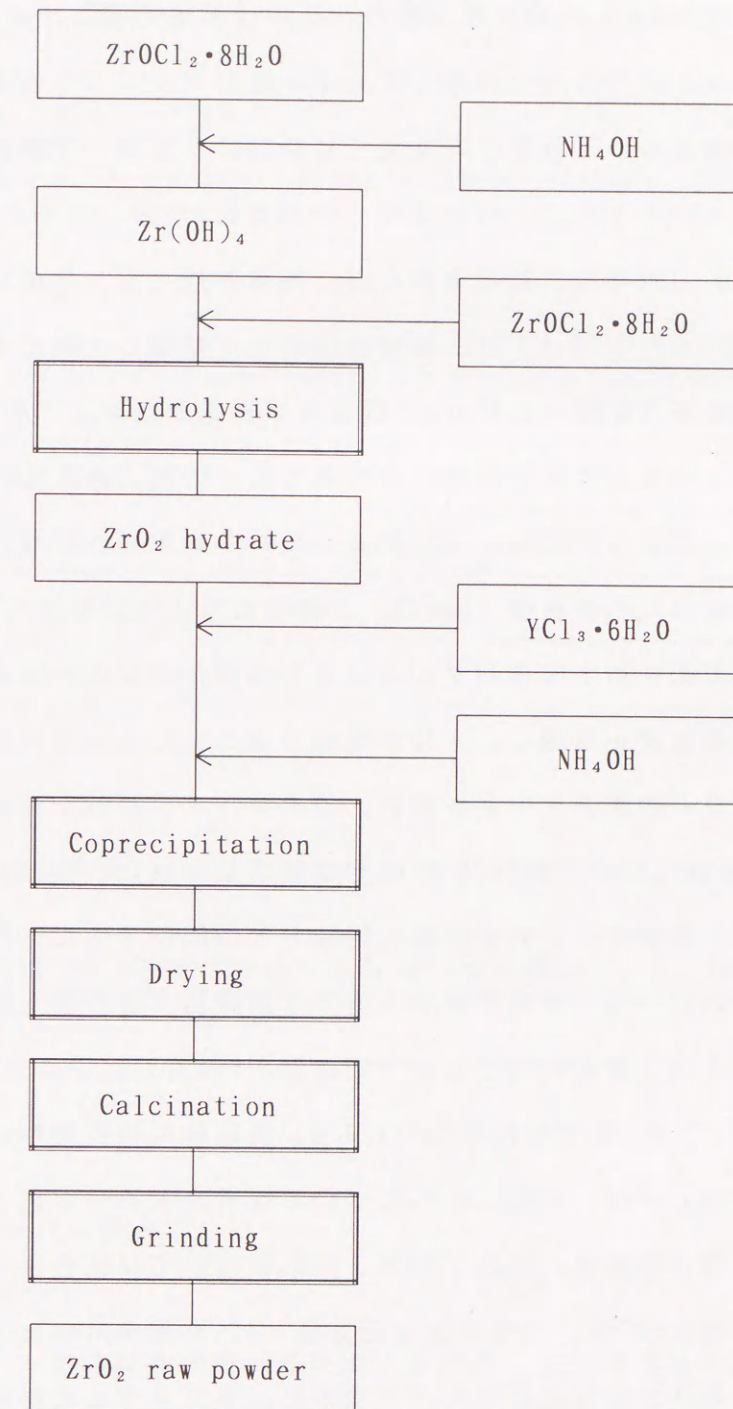 ZrOCl₂•8H₂O
NH₄OH
Zr(OH)₄
ZrOCl₂•8H₂O
Hydrolysis
ZrO₂ hydrate
YCl₃•6H₂O
NH₄OH
Coprecipitation
Drying
Calcination
Grinding
ZrO₂ raw powder